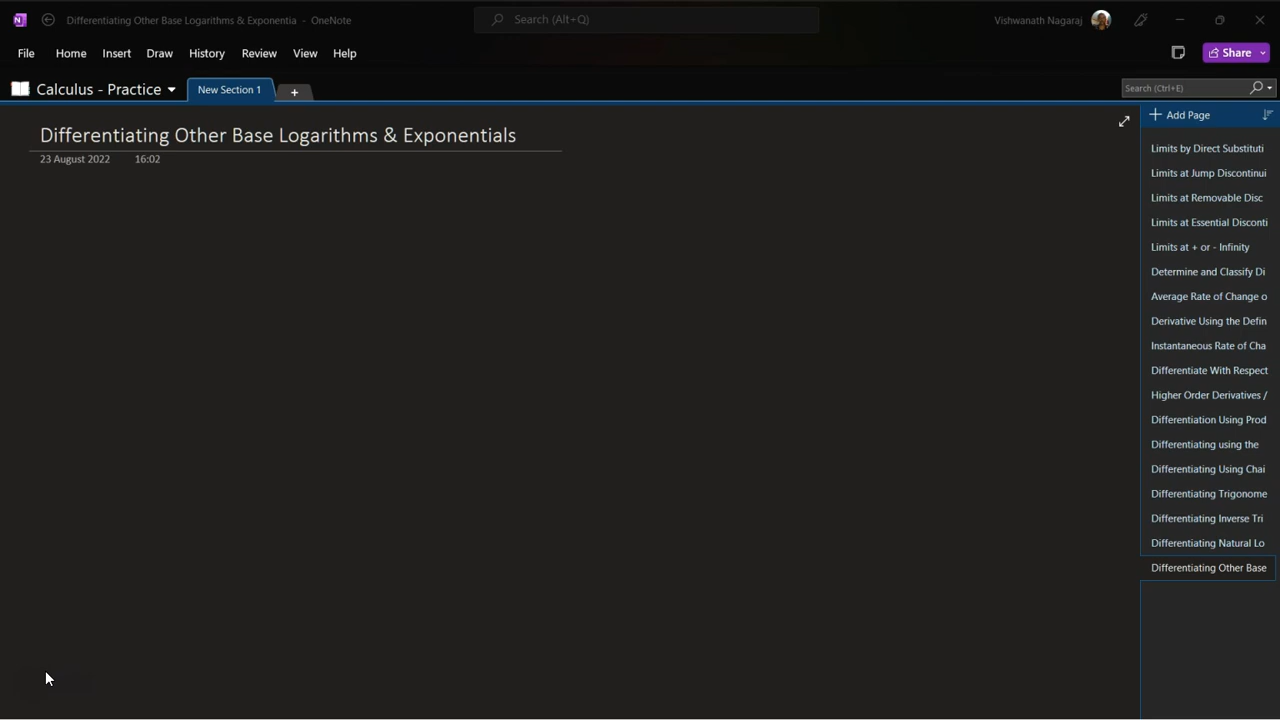 Differentiating Other Base Logarithms & Exponentia - OneNote
Search (Alt+Q)
Vishwanath Nagaraj
File Home Insert Draw History Review View Help
Share
Calculus - Practice
New Section 1
+
Search (Ctrl+E)
Differentiating Other Base Logarithms & Exponentials
23 August 2022 16:02
Add Page
Limits by Direct Substituti
Limits at Jump Discontinui
Limits at Removable Disc
Limits at Essential Disconti
Limits at + or - Infinity
Determine and Classify Di
Average Rate of Change o
Derivative Using the Defin
Instantaneous Rate of Cha
Differentiate With Respect
Higher Order Derivatives /
Differentiation Using Prod
Differentiating using the
Differentiating Using Chai
Differentiating Trigonome
Differentiating Inverse Tri
Differentiating Natural Lo
Differentiating Other Base